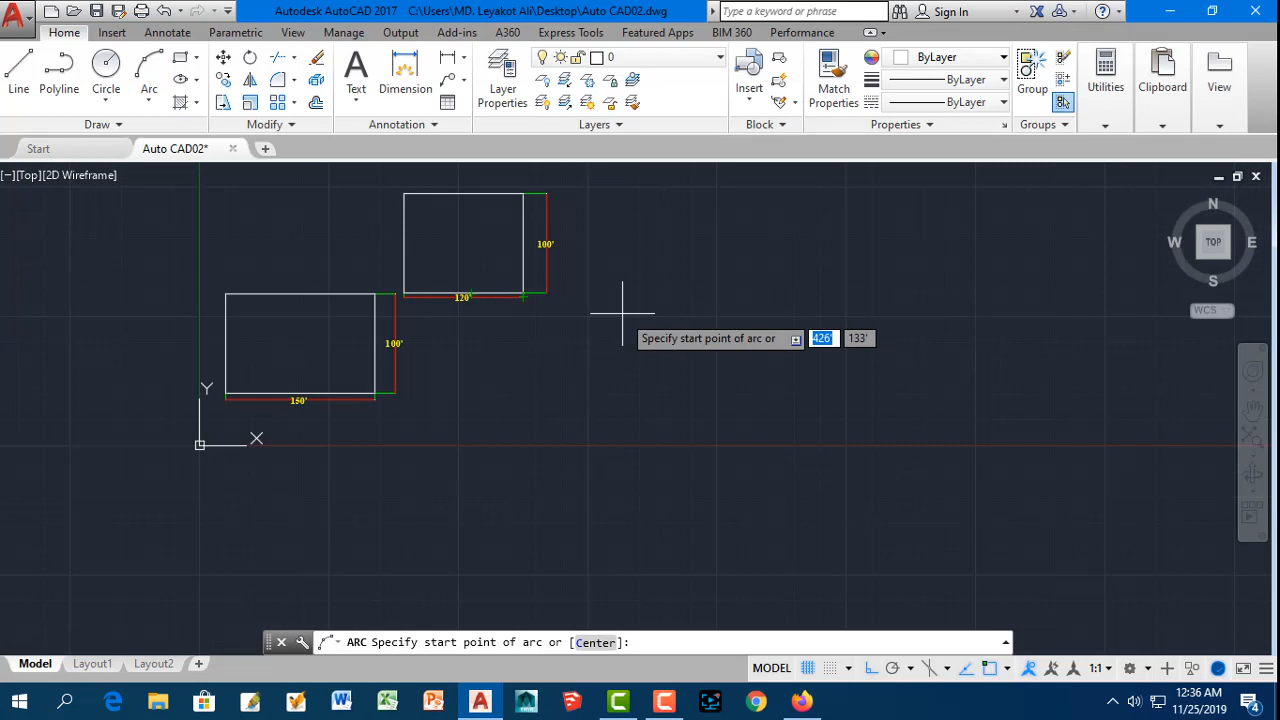 Autodesk AutoCAD 2017 C:\Users\MD. Leyakot Ali\Desktop\Auto CAD02.dwg
Type a keyword or phrase
Sign In
Home Insert Annotate Parametric View Manage Output Add-ins A360 Express Tools Featured Apps BIM 360 Performance
0
ByLayer
ByLayer
ByLayer
Line Polyline Circle Arc
Text Dimension
Layer Properties
Insert
Match Properties
Group
Utilities
Clipboard
View
Draw Modify Annotation Layers Block Properties Groups
Start
Auto CAD02*
[−][Top][2D Wireframe]
N
W TOP E
S
WCS
100'
120'
100'
150'
Y
X
Specify start point of arc or 426' 133'
ARC Specify start point of arc or [Center]:
Model Layout1 Layout2
MODEL 1:1
12:36 AM
11/25/2019
4